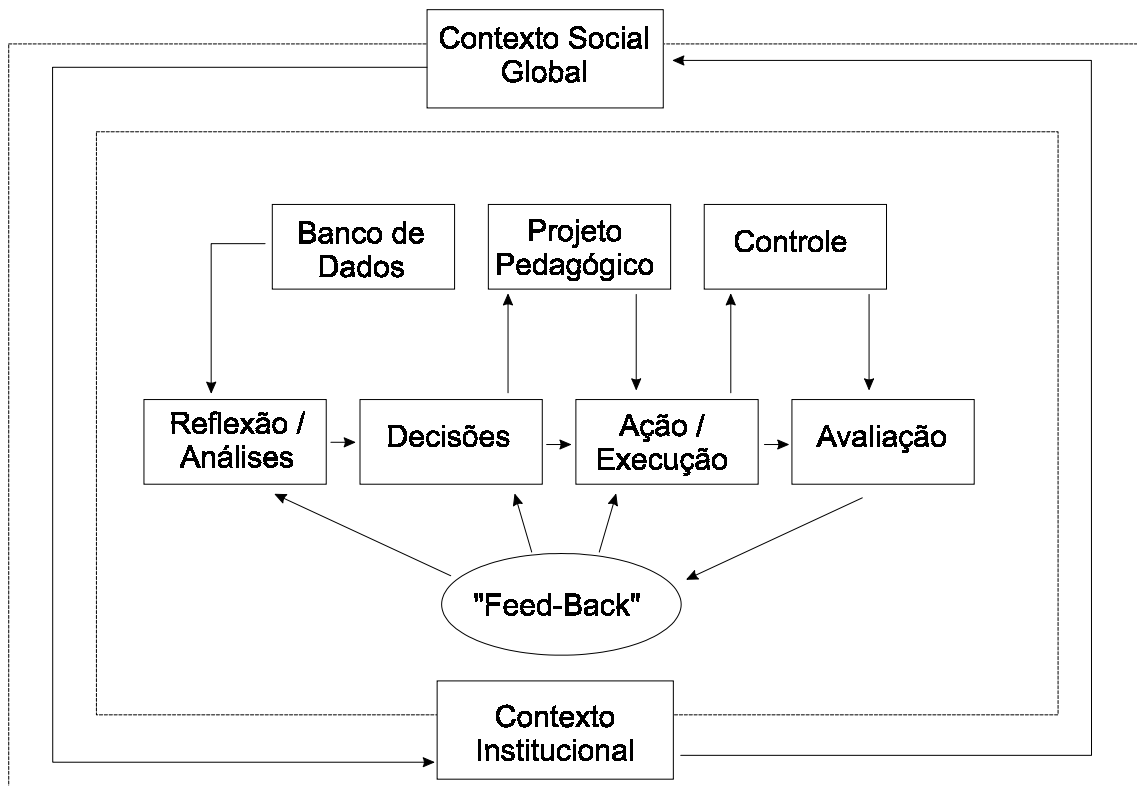 Contexto Social
Global
Banco de
Dados
Projeto
Pedagógico
Controle
Reflexão /
Análises
Decisões
Ação /
Execução
Avaliação
"Feed-Back"
Contexto
Institucional